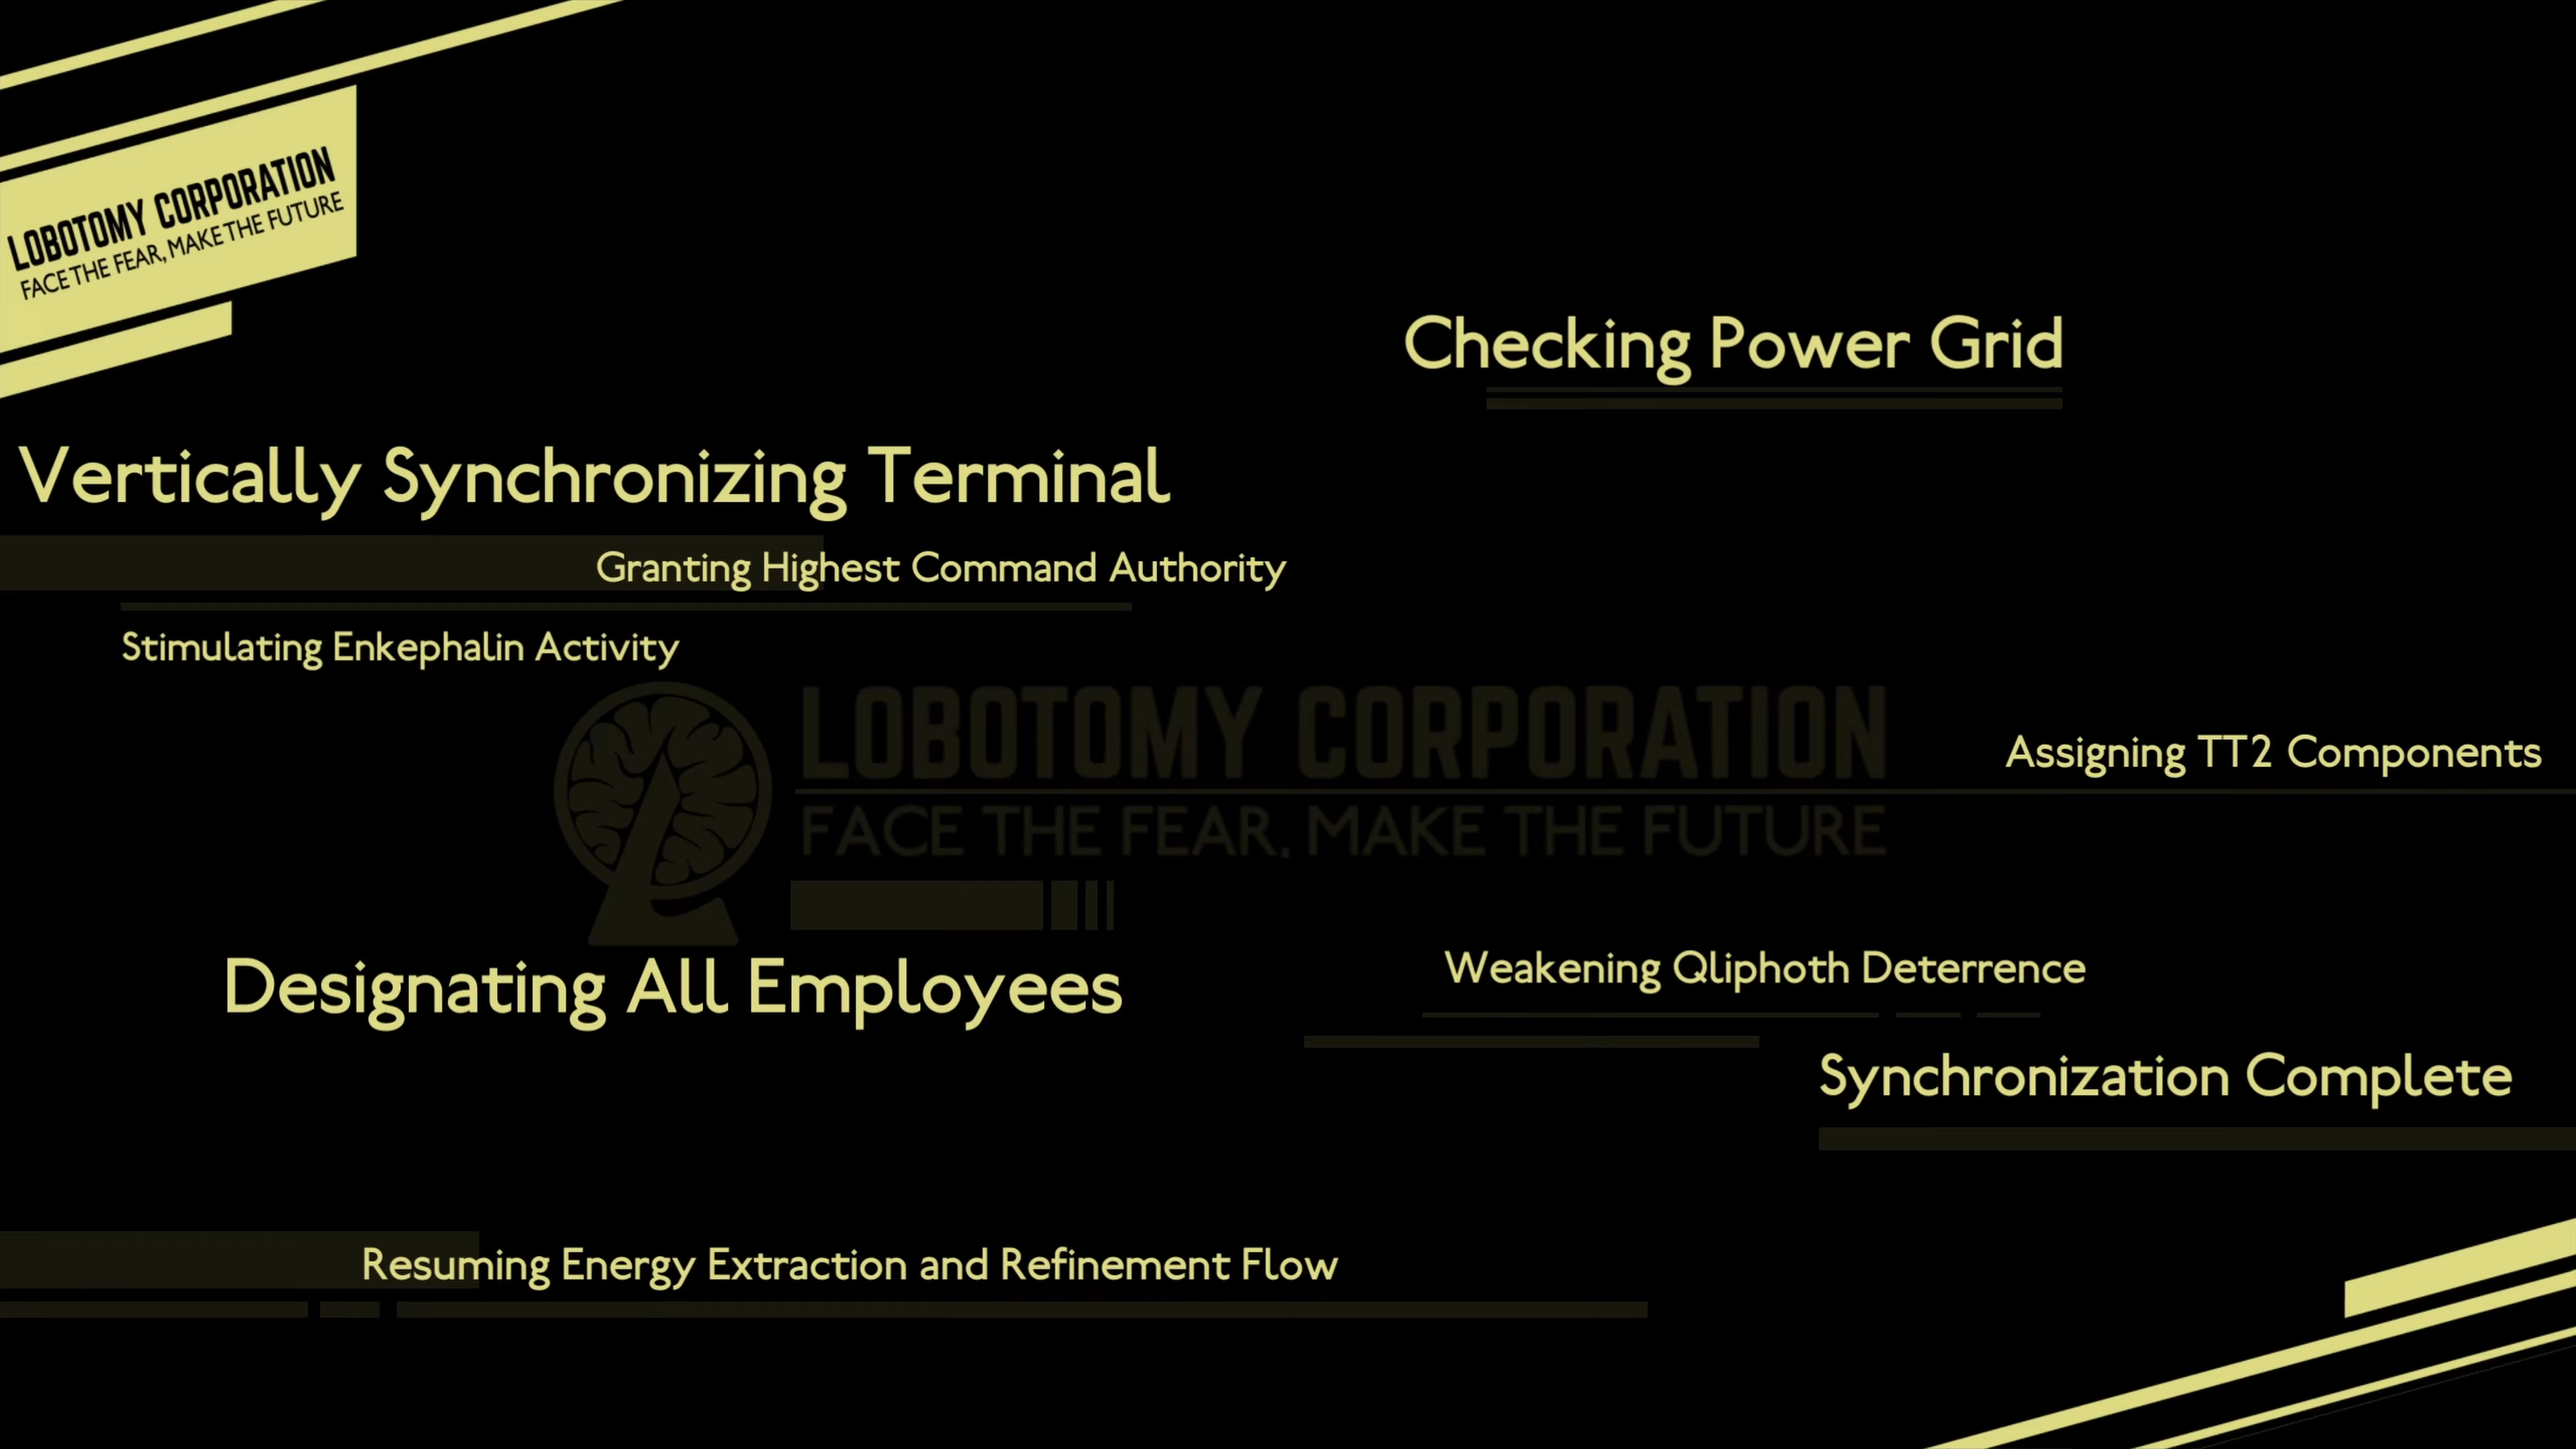 LOBOTOMY CORPORATION
FACE THE FEAR, MAKE THE FUTURE
Checking Power Grid
Vertically Synchronizing Terminal
Granting Highest Command Authority
Stimulating Enkephalin Activity
LOBOTOMY CORPORATION
FACE THE FEAR, MAKE THE FUTURE
Assigning TT2 Components
Designating All Employees
Weakening Qliphoth Deterrence
Synchronization Complete
Resuming Energy Extraction and Refinement Flow